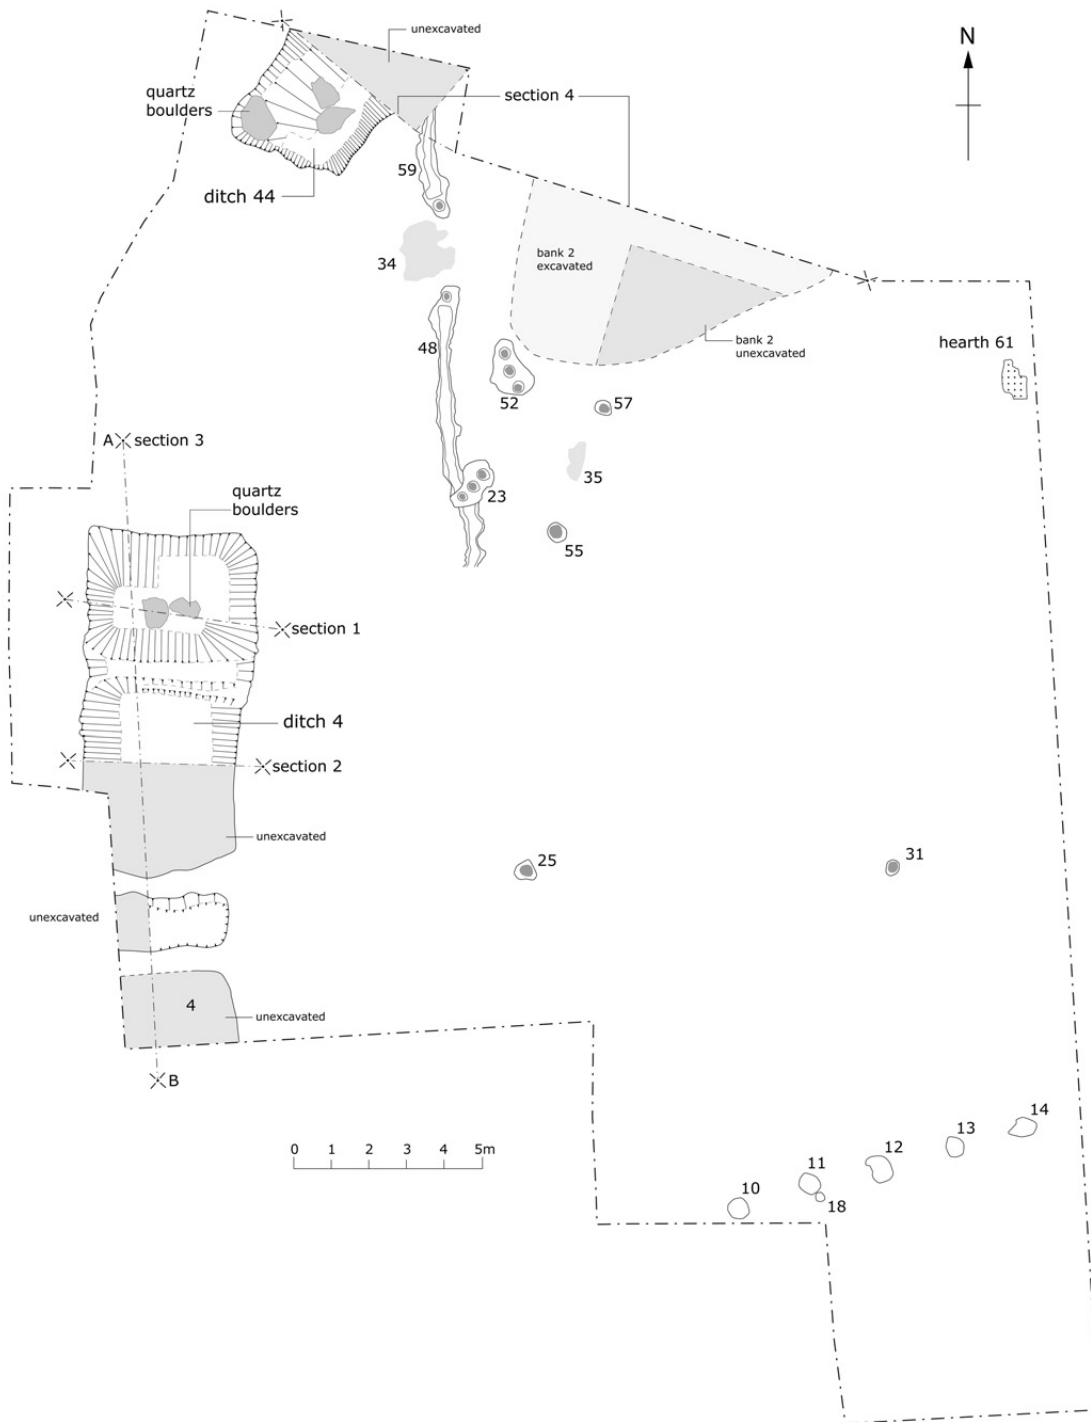 unexcavated
N
quartz
boulders
section 4
59
ditch 44
34
bank 2
excavated
48
bank 2
unexcavated
hearth 61
52
57
A
section 3
35
quartz
boulders
23
55
section 1
ditch 4
section 2
unexcavated
25
31
unexcavated
4
unexcavated
B
0 1 2 3 4 5m
14
13
12
11
10
18